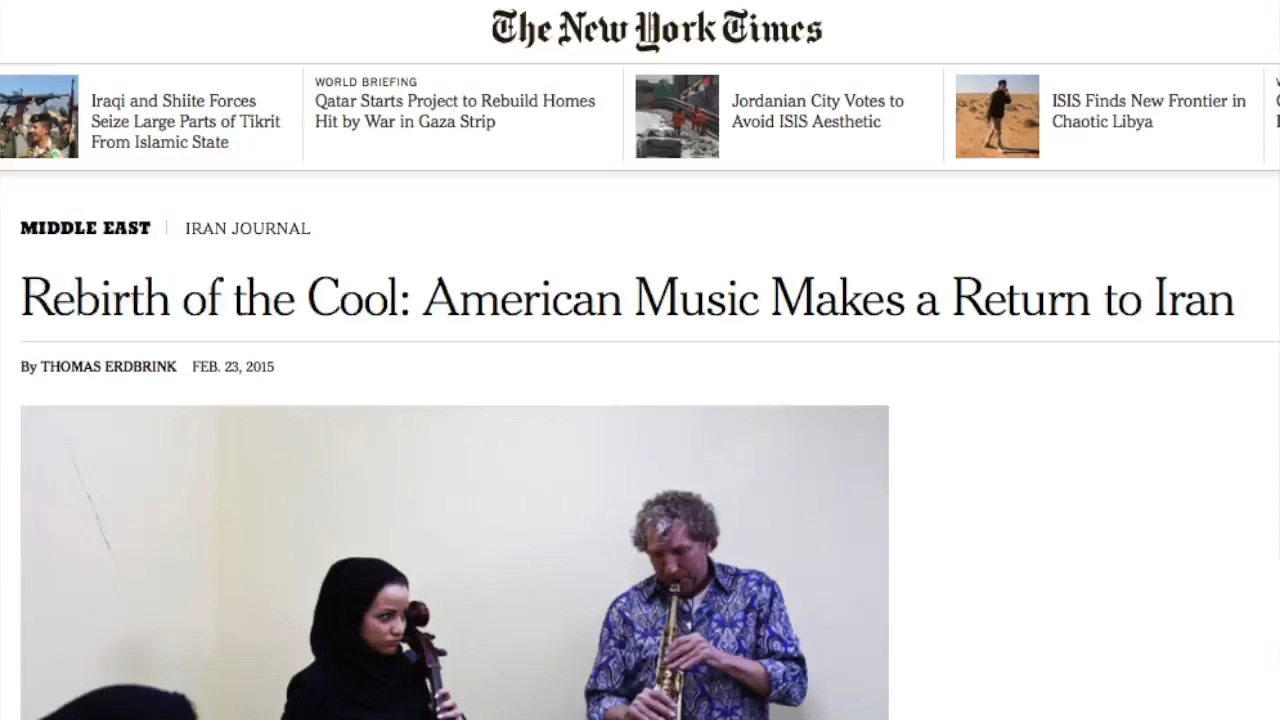 The New York Times
Iraqi and Shiite Forces
Seize Large Parts of Tikrit
From Islamic State
WORLD BRIEFING
Qatar Starts Project to Rebuild Homes
Hit by War in Gaza Strip
Jordanian City Votes to
Avoid ISIS Aesthetic
ISIS Finds New Frontier in
Chaotic Libya
MIDDLE EAST | IRAN JOURNAL
Rebirth of the Cool: American Music Makes a Return to Iran
By THOMAS ERDBRINK FEB. 23, 2015